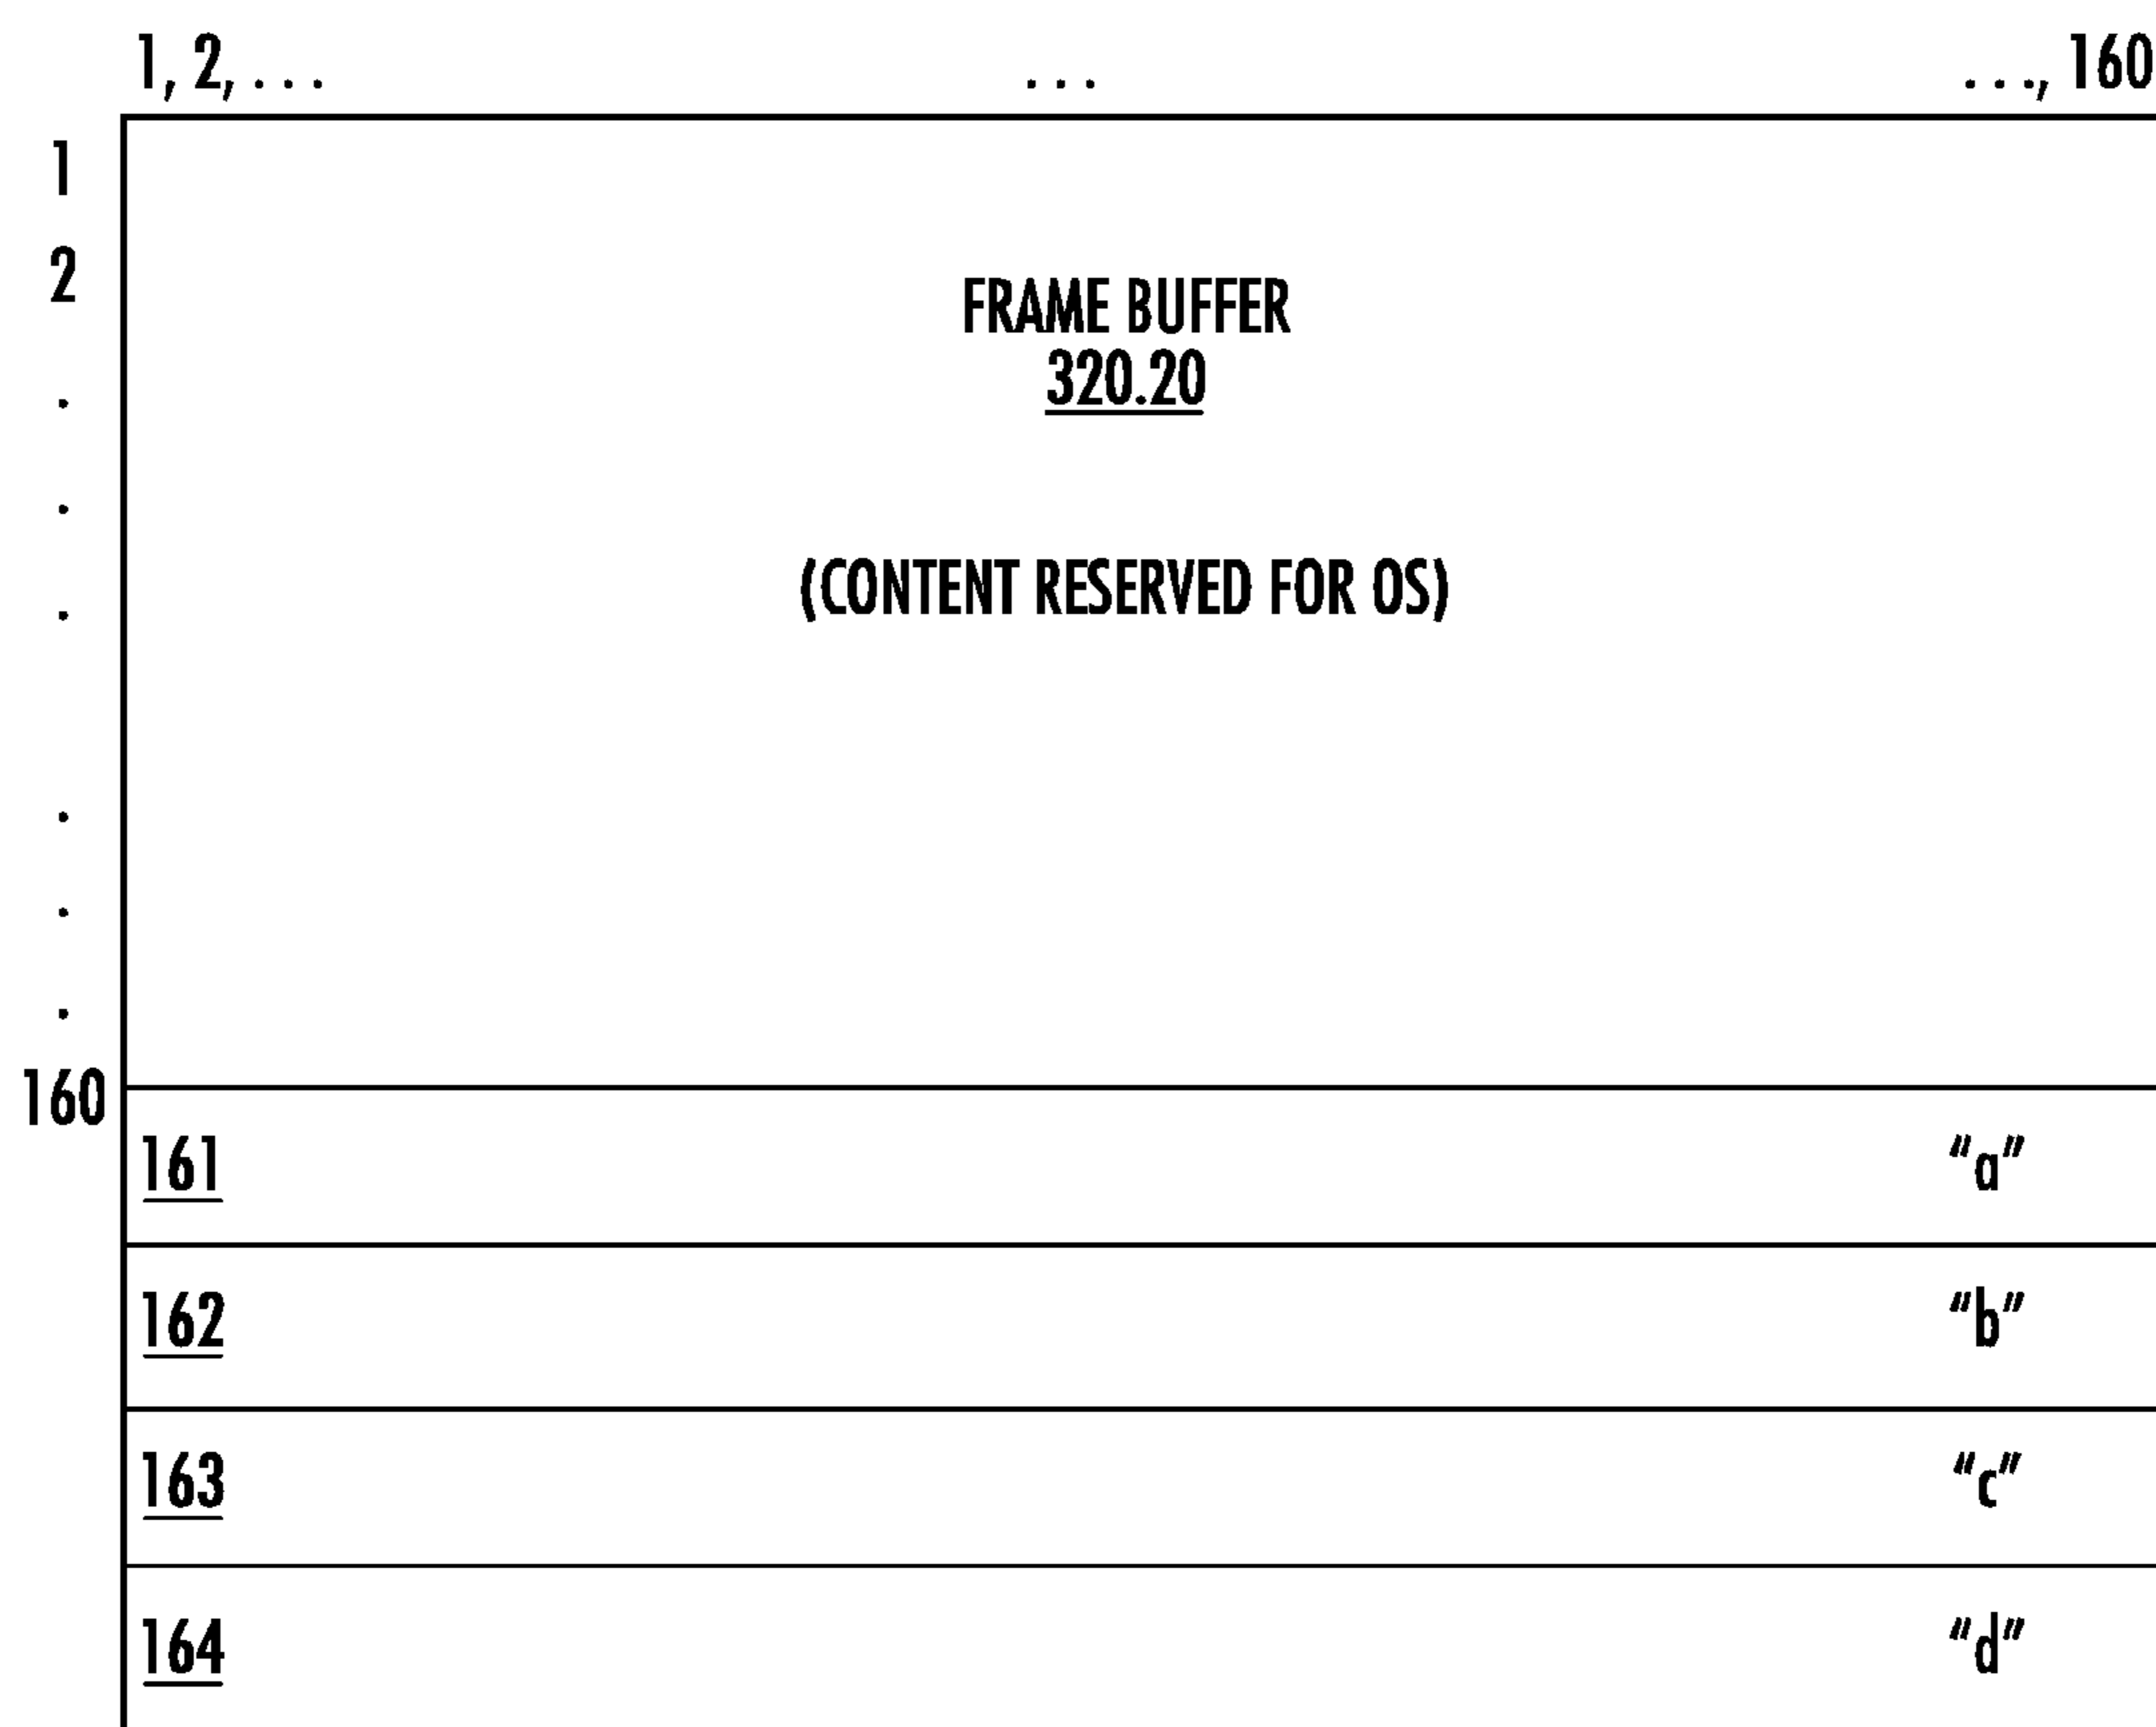 1, 2, . . . . . . . . ., 160
1
2
FRAME BUFFER
320.20
.
.
(CONTENT RESERVED FOR OS)
.
.
.
.
160
161 “a”
162 “b”
163 “c”
164 “d”